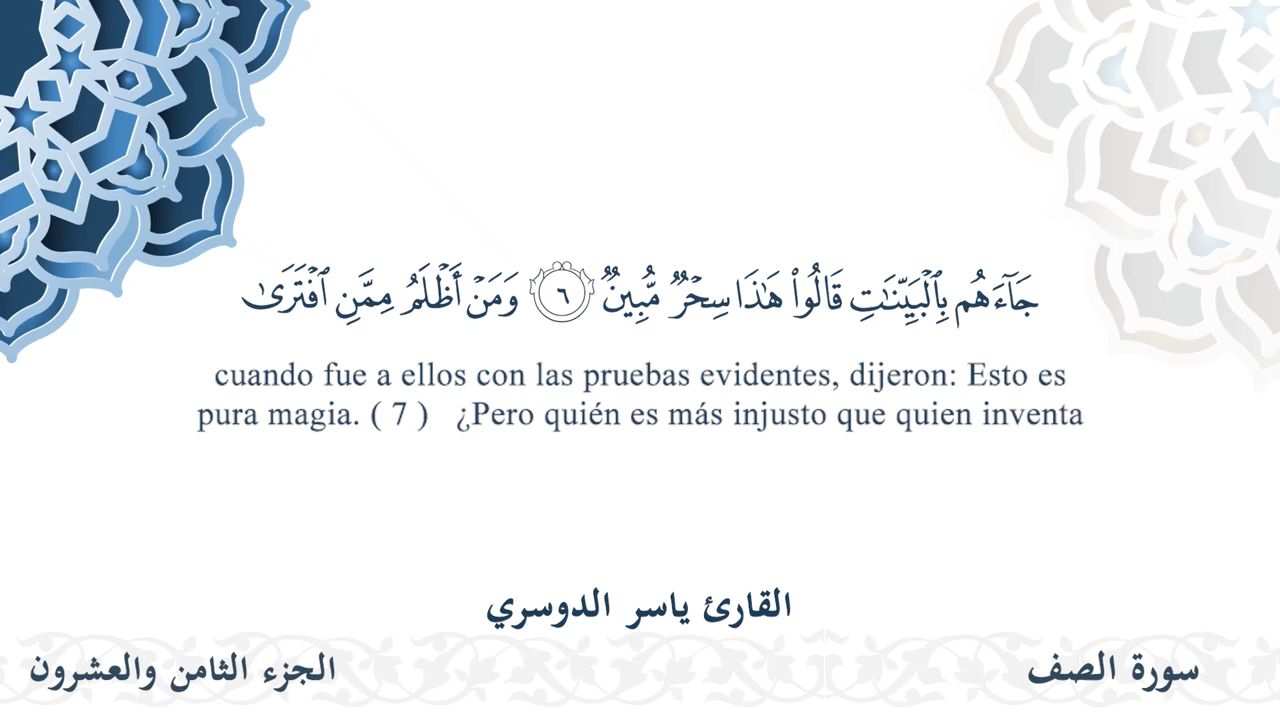 جَآءَهُم بِٱلْبَيِّنَـٰتِ قَالُوا۟ هَـٰذَا سِحْرٌ مُّبِينٌ ٦ وَمَنْ أَظْلَمُ مِمَّنِ ٱفْتَرَىٰ
cuando fue a ellos con las pruebas evidentes, dijeron: Esto es
pura magia. ( 7 ) ¿Pero quién es más injusto que quien inventa
القارئ ياسر الدوسري
سورة الصف
الجزء الثامن والعشرون